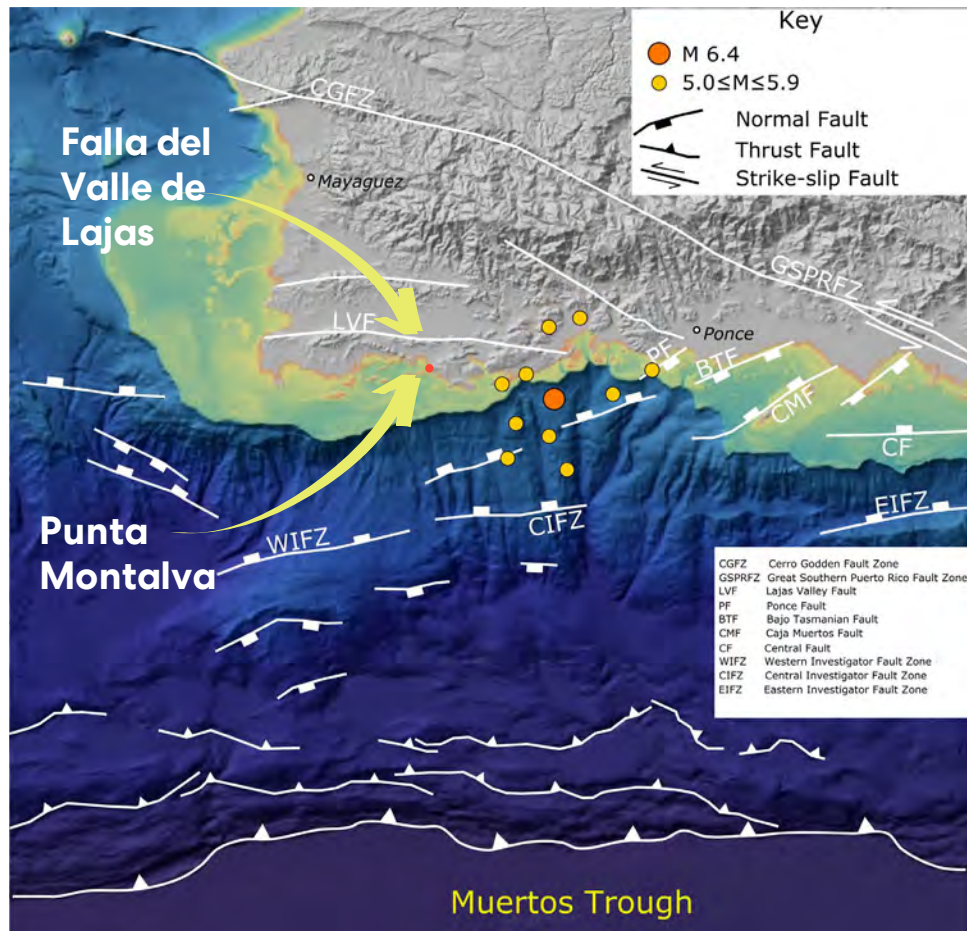 Key
M 6.4
5.0≤M≤5.9
Normal Fault
Thrust Fault
Strike-slip Fault
CGFZ
Falla del
Valle de
Lajas
Mayaguez
GSPRFZ
LVF
Ponce
PF
BTF
CMF
CF
Punta
Montalva
WIFZ
CIFZ
EIFZ
CGFZ Cerro Godden Fault Zone
GSPRFZ Great Southern Puerto Rico Fault Zone
LVF Lajas Valley Fault
PF Ponce Fault
BTF Bajo Tasmanian Fault
CMF Caja Muertos Fault
CF Central Fault
WIFZ Western Investigator Fault Zone
CIFZ Central Investigator Fault Zone
EIFZ Eastern Investigator Fault Zone
Muertos Trough